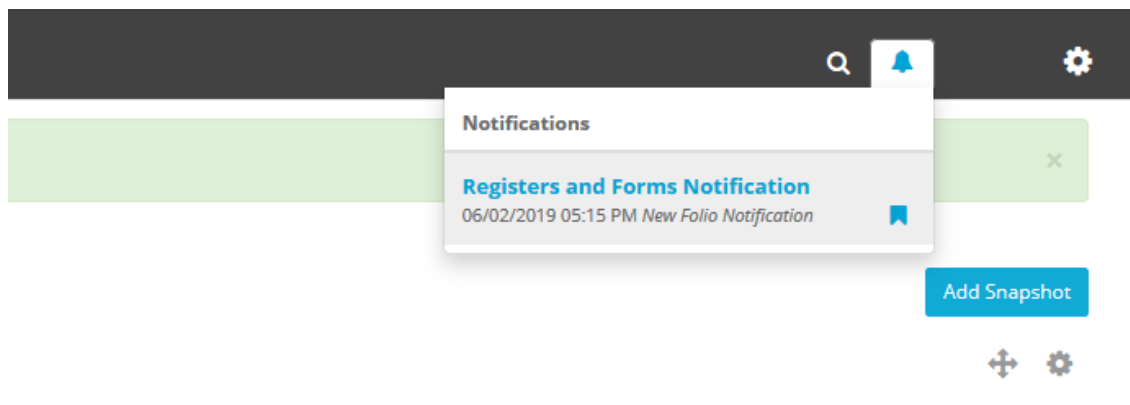 Notifications
Registers and Forms Notification
06/02/2019 05:15 PM New Folio Notification
Add Snapshot